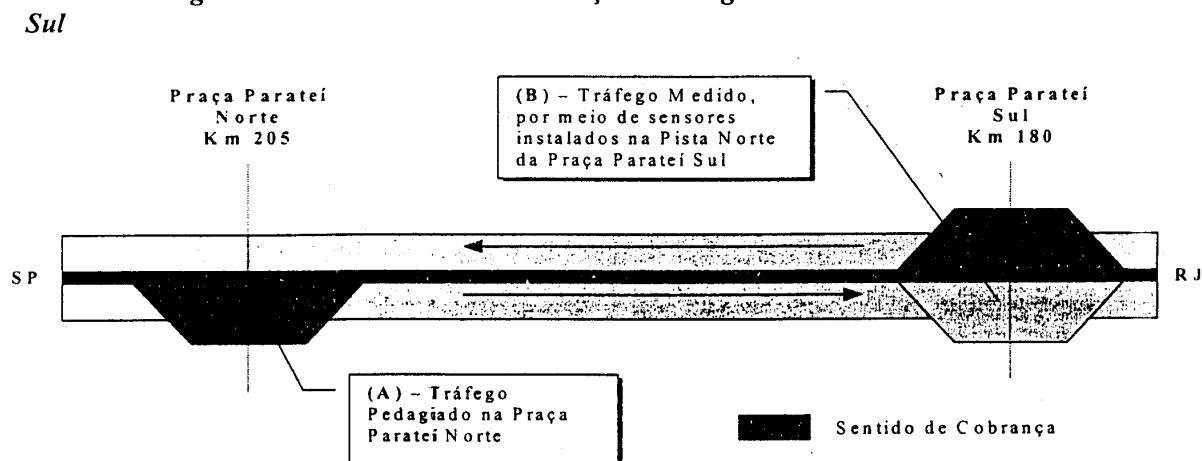 Sul
Praça Parateí
Norte
Km 205
(B) – Tráfego Medido,
por meio de sensores
instalados na Pista Norte
da Praça Parateí Sul
Praça Parateí
Sul
Km 180
SP
RJ
(A) – Tráfego
Pedagiado na Praça
Parateí Norte
Sentido de Cobrança